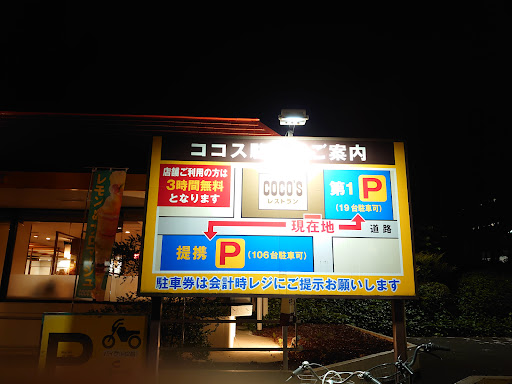 ココス駐 ご案内
店舗ご利用の方は
3時間無料
となります
COCO'S
レストラン
第1 P
(19台駐車可)
現在地
道路
提携 P (106台駐車可)
駐車券は会計時レジにご提示お願いします
P